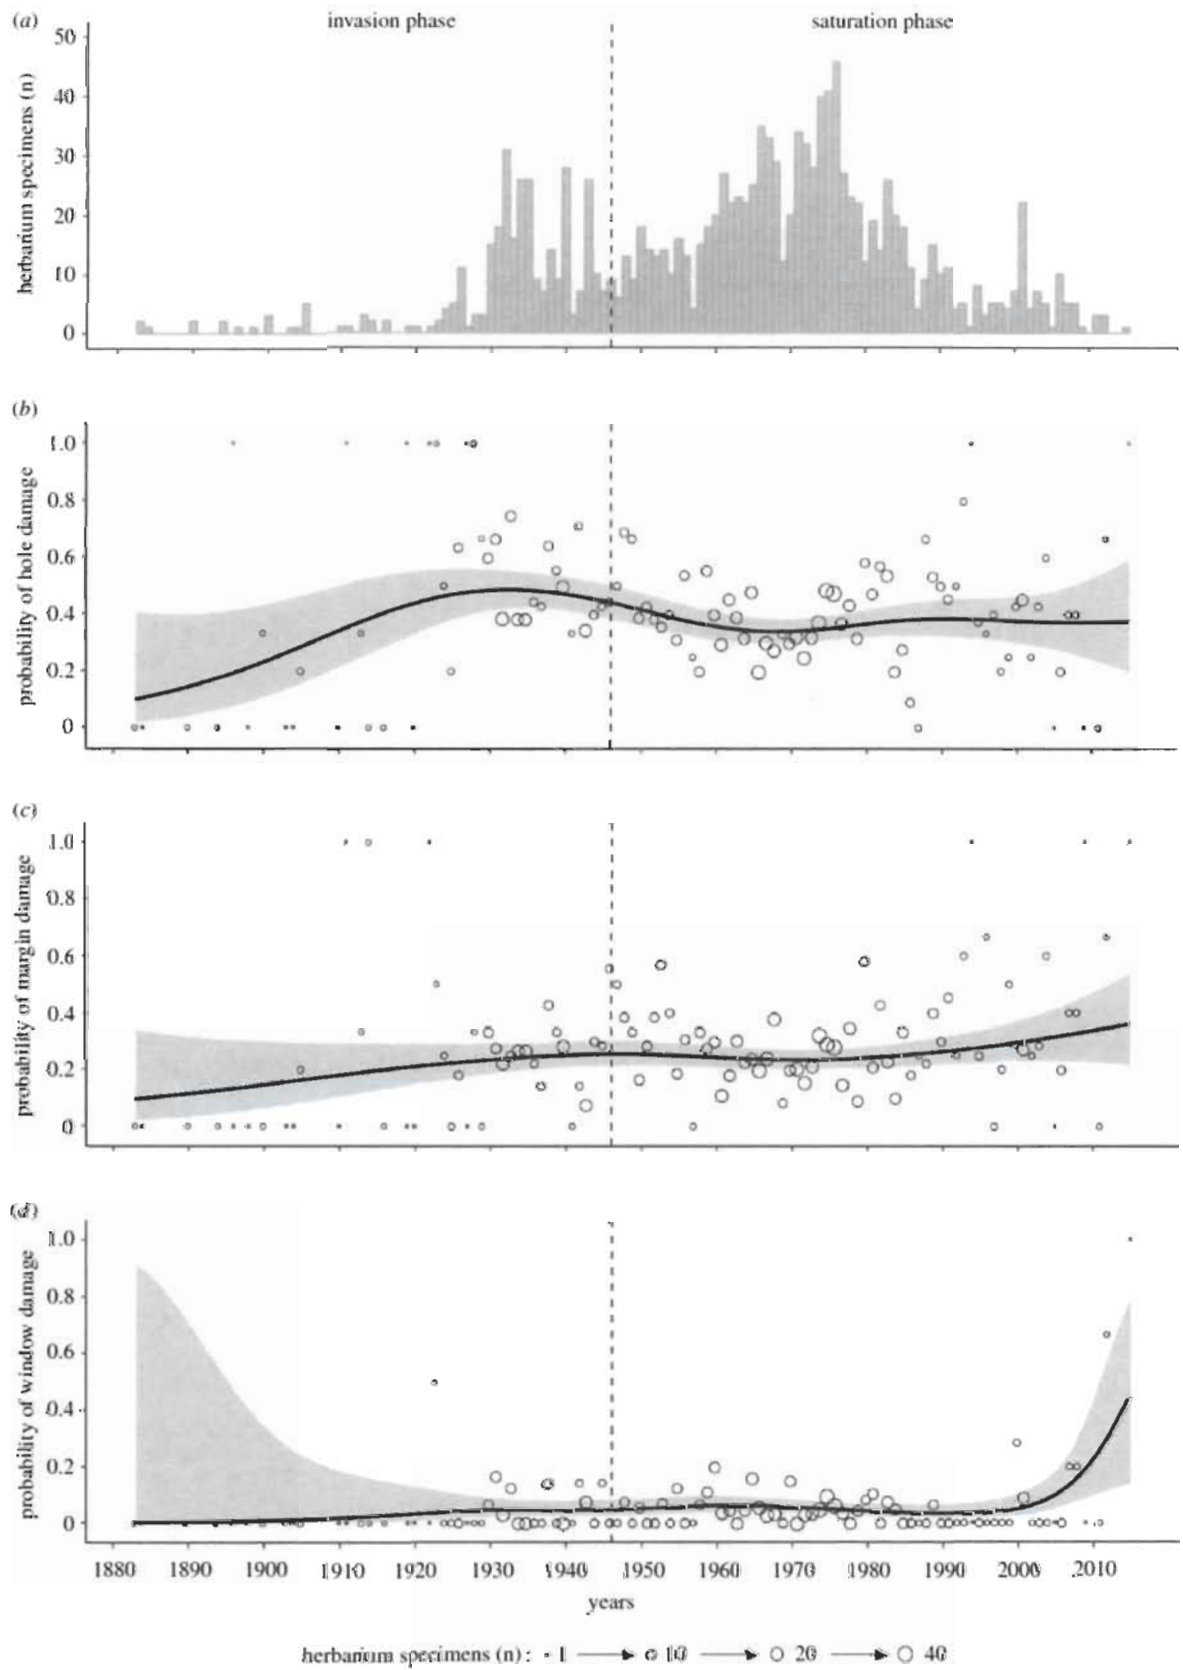 (a)
invasion phase
saturation phase
50
40
30
20
10
0
herbarium specimens (n)
(b)
1.0
0.8
0.6
0.4
0.2
0
probability of hole damage
(c)
1.0
0.8
0.6
0.4
0.2
0
probability of margin damage
(d)
1.0
0.8
0.6
0.4
0.2
0
probability of window damage
1880 1890 1900 1910 1920 1930 1940 1950 1960 1970 1980 1990 2000 2010
years
herbarium specimens (n): 1 10 20 40